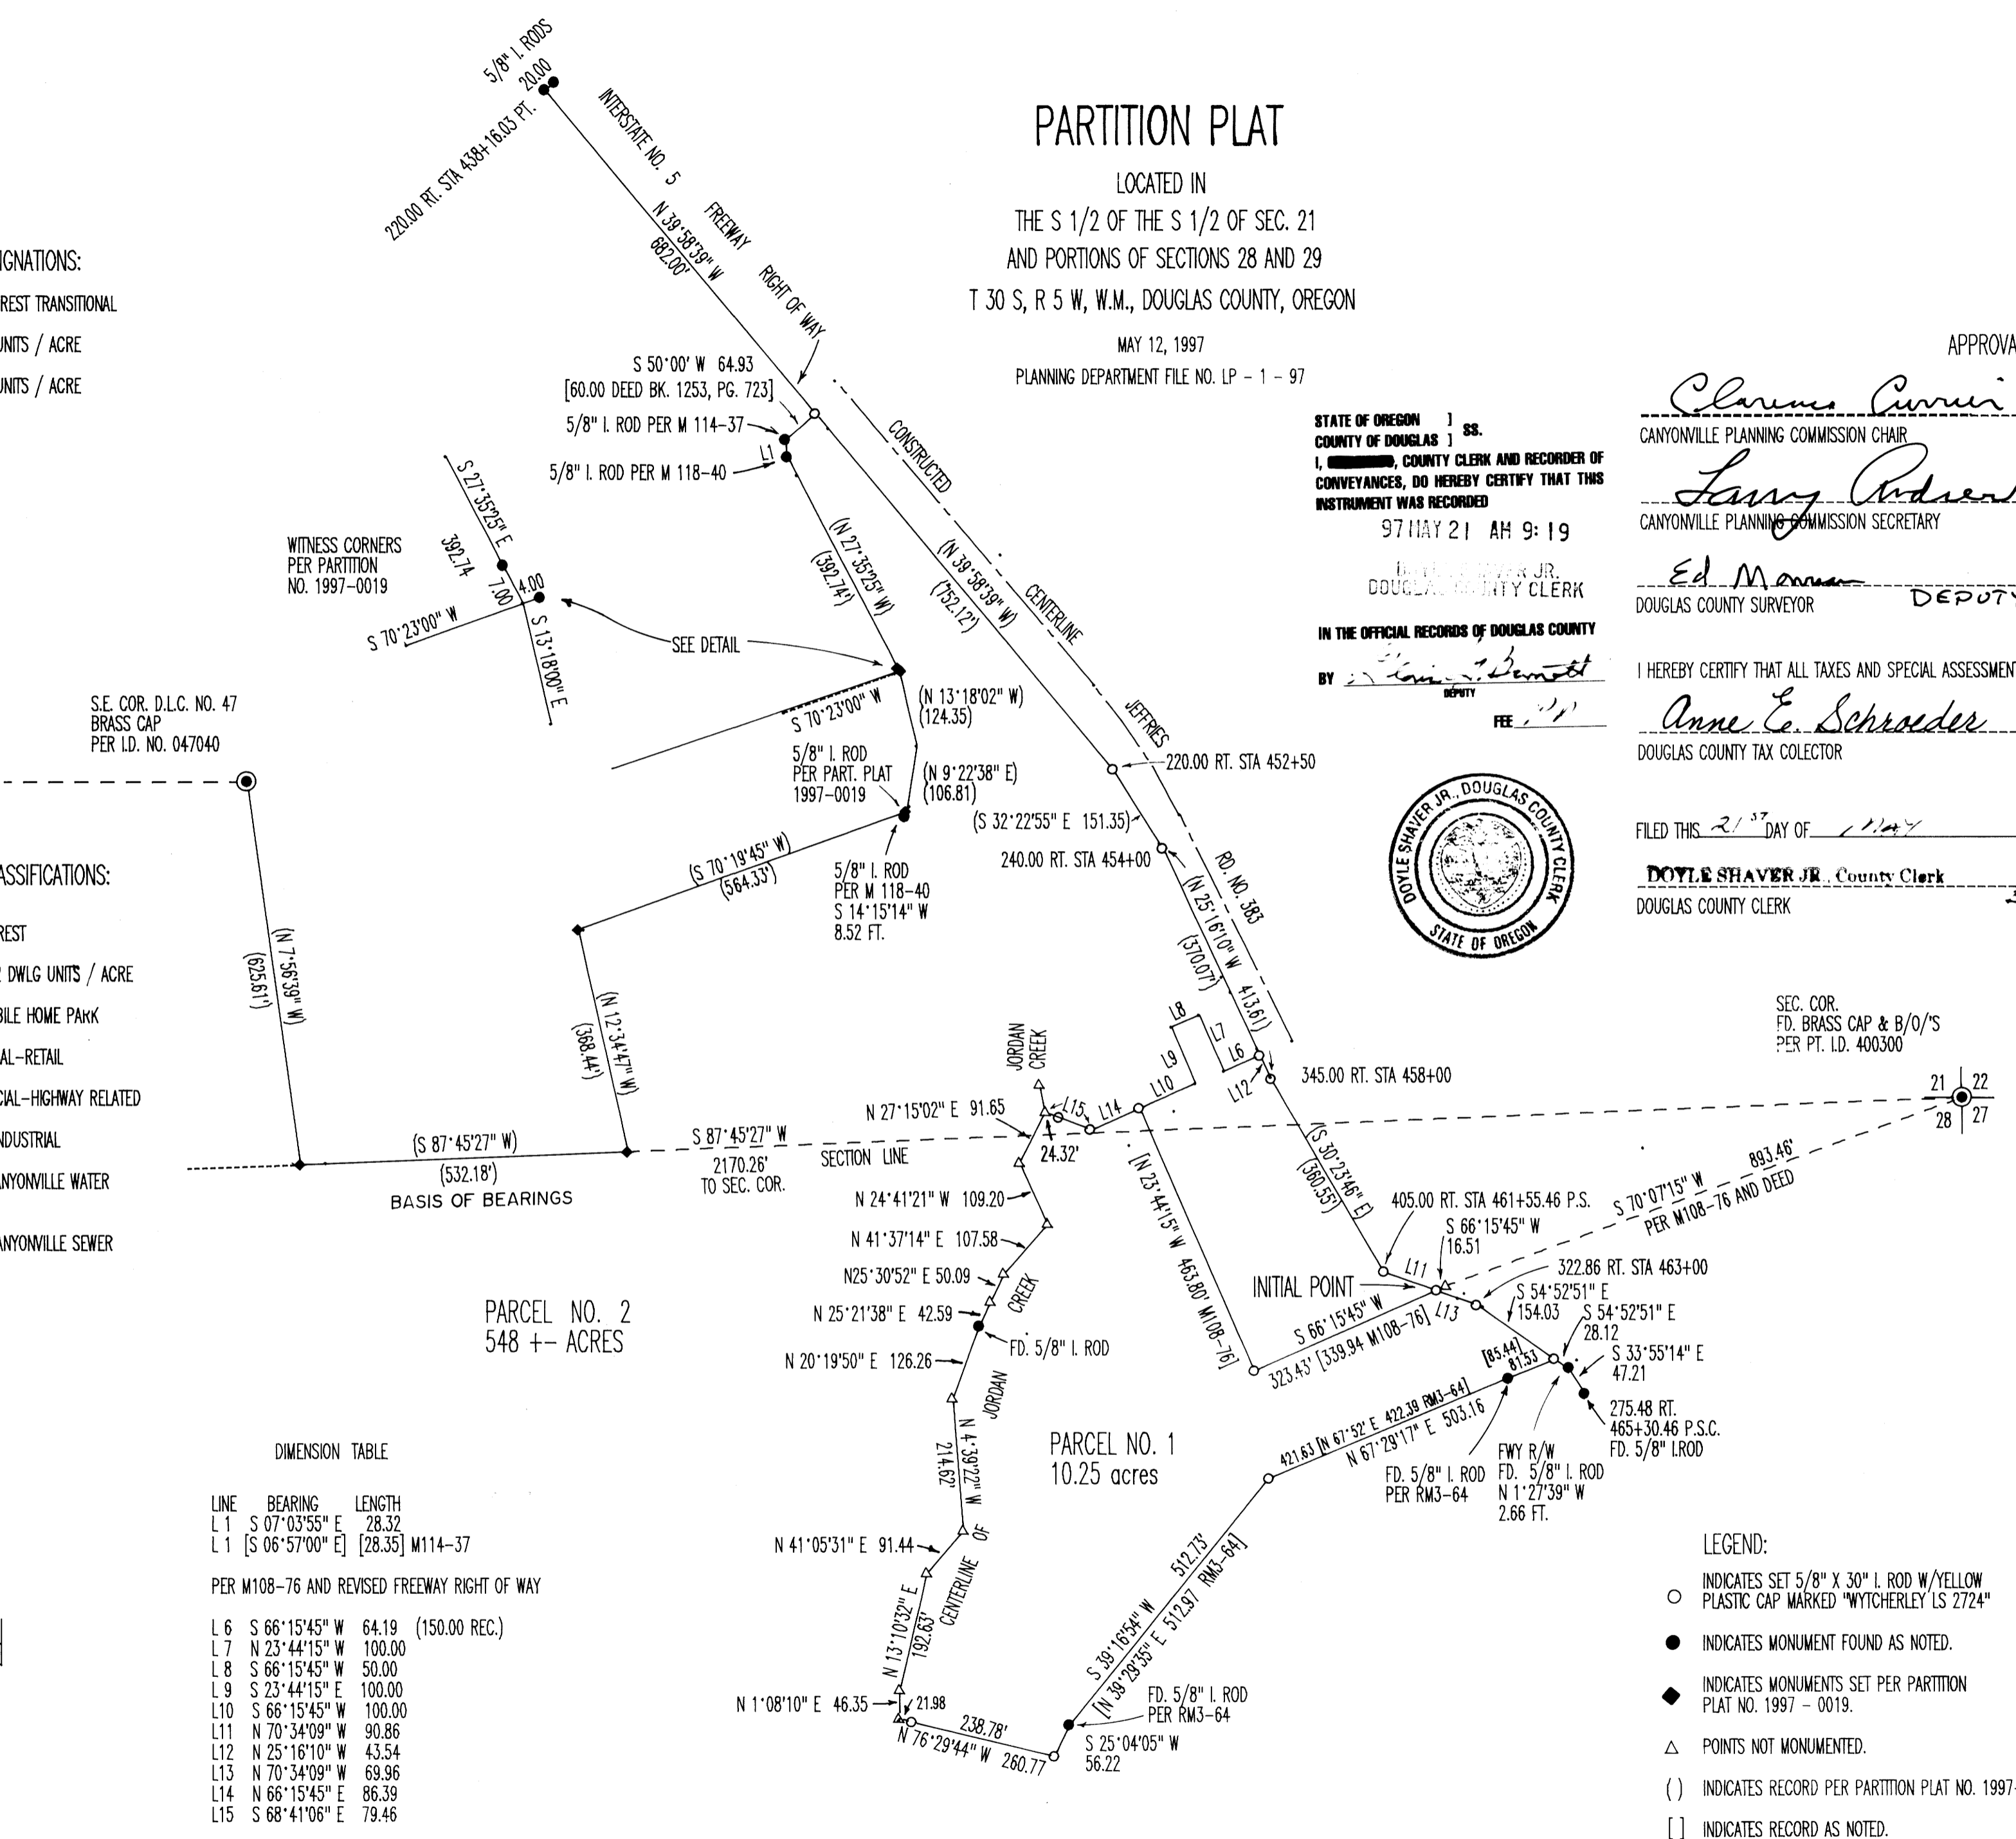 PARTITION PLAT
LOCATED IN
THE S 1/2 OF THE S 1/2 OF SEC. 21
AND PORTIONS OF SECTIONS 28 AND 29
T 30 S, R 5 W, W.M., DOUGLAS COUNTY, OREGON
MAY 12, 1997
PLANNING DEPARTMENT FILE NO. LP - 1 - 97
5/8" I. RODS
20.00
220.00 RT. STA 438+16.03 PT.
INTERSTATE NO. 5 FREEWAY RIGHT OF WAY
N 39°58'39" W
682.00'
IGNATIONS:
REST TRANSITIONAL
UNITS / ACRE
UNITS / ACRE
S 50°00' W 64.93
[60.00 DEED BK. 1253, PG. 723]
5/8" I. ROD PER M 114-37
L1
5/8" I. ROD PER M 118-40
CONSTRUCTED CENTERLINE
JEFFRIES RD. NO. 383
(N 27°35'25" W)
(392.74')
(N 39°58'39" W)
(752.12')
S 27°35'25" E
392.74
7.00
4.00
WITNESS CORNERS
PER PARTITION
NO. 1997-0019
S 70°23'00" W
S 13°18'00" E
SEE DETAIL
S 70°23'00" W
(N 13°18'02" W)
(124.35)
5/8" I. ROD
PER PART. PLAT
1997-0019
(N 9°22'38" E)
(106.81)
(S 70°19'45" W)
(564.33')
5/8" I. ROD
PER M 118-40
S 14°15'14" W
8.52 FT.
S.E. COR. D.L.C. NO. 47
BRASS CAP
PER I.D. NO. 047040
(N 7°56'39" W)
(625.61')
(N 12°34'47" W)
(368.44')
(S 87°45'27" W)
(532.18')
BASIS OF BEARINGS
S 87°45'27" W
2170.26'
TO SEC. COR.
SECTION LINE
ASSIFICATIONS:
REST
DWLG UNITS / ACRE
BILE HOME PARK
AL-RETAIL
CIAL-HIGHWAY RELATED
NDUSTRIAL
ANYONVILLE WATER
ANYONVILLE SEWER
220.00 RT. STA 452+50
(S 32°22'55" E 151.35)
240.00 RT. STA 454+00
(N 25°16'10" W 413.61)
(370.07')
345.00 RT. STA 458+00
L8
L7
L6
L9
L10
L12
L14
L15
JORDAN
CREEK
N 27°15'02" E 91.65
24.32'
N 24°41'21" W 109.20
N 41°37'14" E 107.58
N25°30'52" E 50.09
N 25°21'38" E 42.59
FD. 5/8" I. ROD
N 20°19'50" E 126.26
CENTERLINE OF JORDAN CREEK
N 4°39'22" W
214.62'
N 41°05'31" E 91.44
N 13°10'32" E
192.63'
N 1°08'10" E 46.35
21.98
238.78'
N 76°29'44" W 260.77
FD. 5/8" I. ROD
PER RM3-64
S 25°04'05" W
56.22
512.73'
S 39°16'54" W
[N 39°29'35" E 512.97 RM3-64]
[N 23°44'15" W 463.80' M108-76]
(S 30°23'46" E)
(360.55')
405.00 RT. STA 461+55.46 P.S.
S 66°15'45" W
16.51
L11
INITIAL POINT
L13
S 66°15'45" W
323.43' [339.94 M108-76]
322.86 RT. STA 463+00
S 54°52'51" E
154.03
S 54°52'51" E
28.12
S 33°55'14" E
47.21
275.48 RT.
465+30.46 P.S.C.
FD. 5/8" I.ROD
[85.44]
81.53
421.63 [N 67°52' E 422.39 RM3-64]
N 67°29'17" E 503.16
FD. 5/8" I. ROD
PER RM3-64
FWY R/W
FD. 5/8" I. ROD
N 1°27'39" W
2.66 FT.
S 70°07'15" W 893.46'
PER M108-76 AND DEED
SEC. COR.
FD. BRASS CAP & B/O/'S
PER PT. I.D. 400300
21 22
28 27
PARCEL NO. 2
548 +- ACRES
PARCEL NO. 1
10.25 acres
DIMENSION TABLE
LINE BEARING LENGTH
L 1 S 07°03'55" E 28.32
L 1 [S 06°57'00" E] [28.35] M114-37
PER M108-76 AND REVISED FREEWAY RIGHT OF WAY
L 6 S 66°15'45" W 64.19 (150.00 REC.)
L 7 N 23°44'15" W 100.00
L 8 S 66°15'45" W 50.00
L 9 S 23°44'15" E 100.00
L10 S 66°15'45" W 100.00
L11 N 70°34'09" W 90.86
L12 N 25°16'10" W 43.54
L13 N 70°34'09" W 69.96
L14 N 66°15'45" E 86.39
L15 S 68°41'06" E 79.46
STATE OF OREGON ] SS.
COUNTY OF DOUGLAS ]
I, , COUNTY CLERK AND RECORDER OF
CONVEYANCES, DO HEREBY CERTIFY THAT THIS
INSTRUMENT WAS RECORDED
97 MAY 21 AM 9:19
DOUGLAS COUNTY CLERK
IN THE OFFICIAL RECORDS OF DOUGLAS COUNTY
BY
DEPUTY
FEE
DOYLE SHAVER JR., DOUGLAS COUNTY CLERK
STATE OF OREGON
APPROVA
Clarence Currier
CANYONVILLE PLANNING COMMISSION CHAIR
Larry
CANYONVILLE PLANNING COMMISSION SECRETARY
Ed
DOUGLAS COUNTY SURVEYOR DEPUTY
I HEREBY CERTIFY THAT ALL TAXES AND SPECIAL ASSESSMENT
Anne E. Schroeder
DOUGLAS COUNTY TAX COLECTOR
FILED THIS 21ST DAY OF MAY
DOYLE SHAVER JR., County Clerk
DOUGLAS COUNTY CLERK
LEGEND:
INDICATES SET 5/8" X 30" I. ROD W/YELLOW
PLASTIC CAP MARKED "WYTCHERLEY LS 2724"
INDICATES MONUMENT FOUND AS NOTED.
INDICATES MONUMENTS SET PER PARTITION
PLAT NO. 1997 - 0019.
POINTS NOT MONUMENTED.
( ) INDICATES RECORD PER PARTITION PLAT NO. 1997-
[ ] INDICATES RECORD AS NOTED.